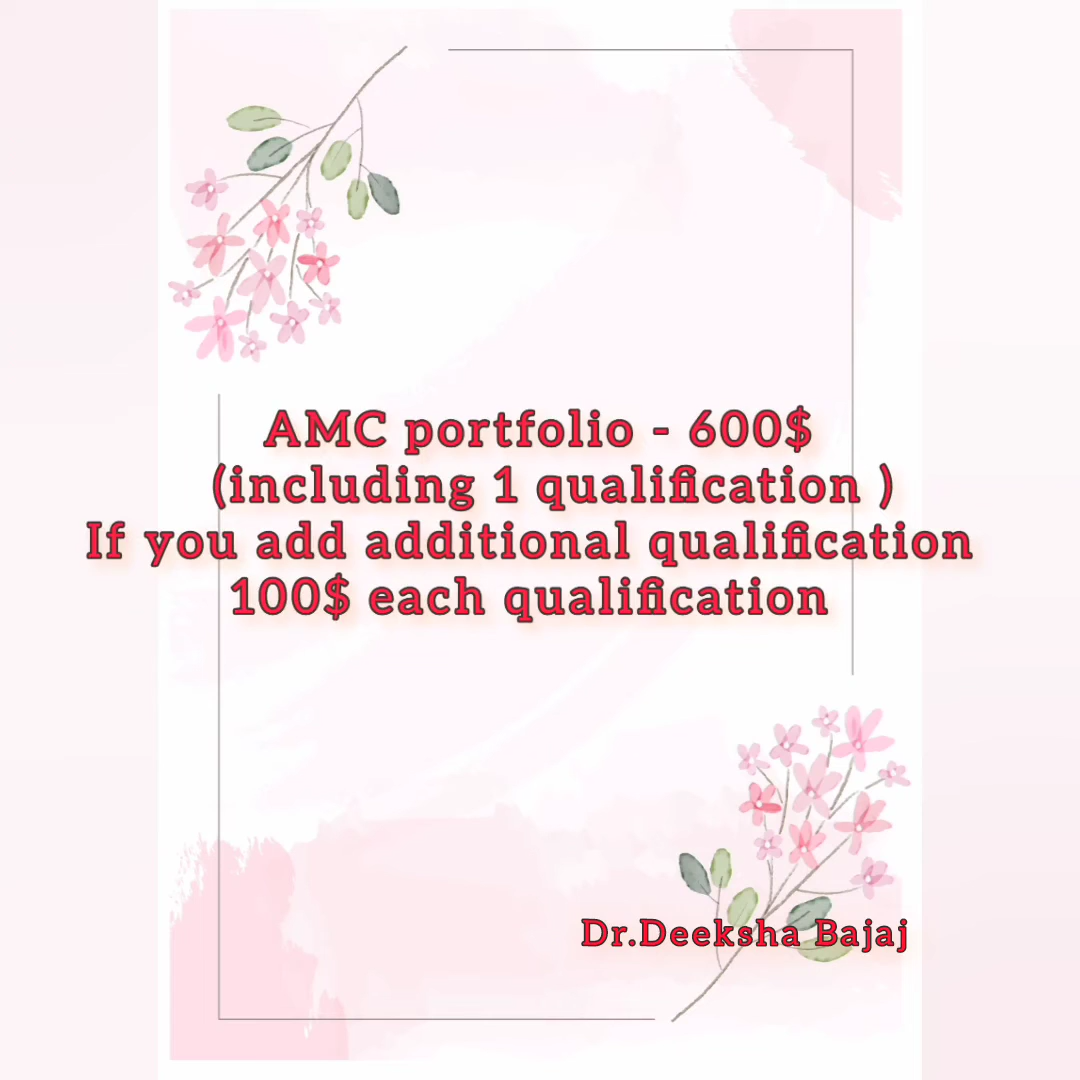 AMC portfolio - 600$
(including 1 qualification )
If you add additional qualification
100$ each qualification
Dr.Deeksha Bajaj